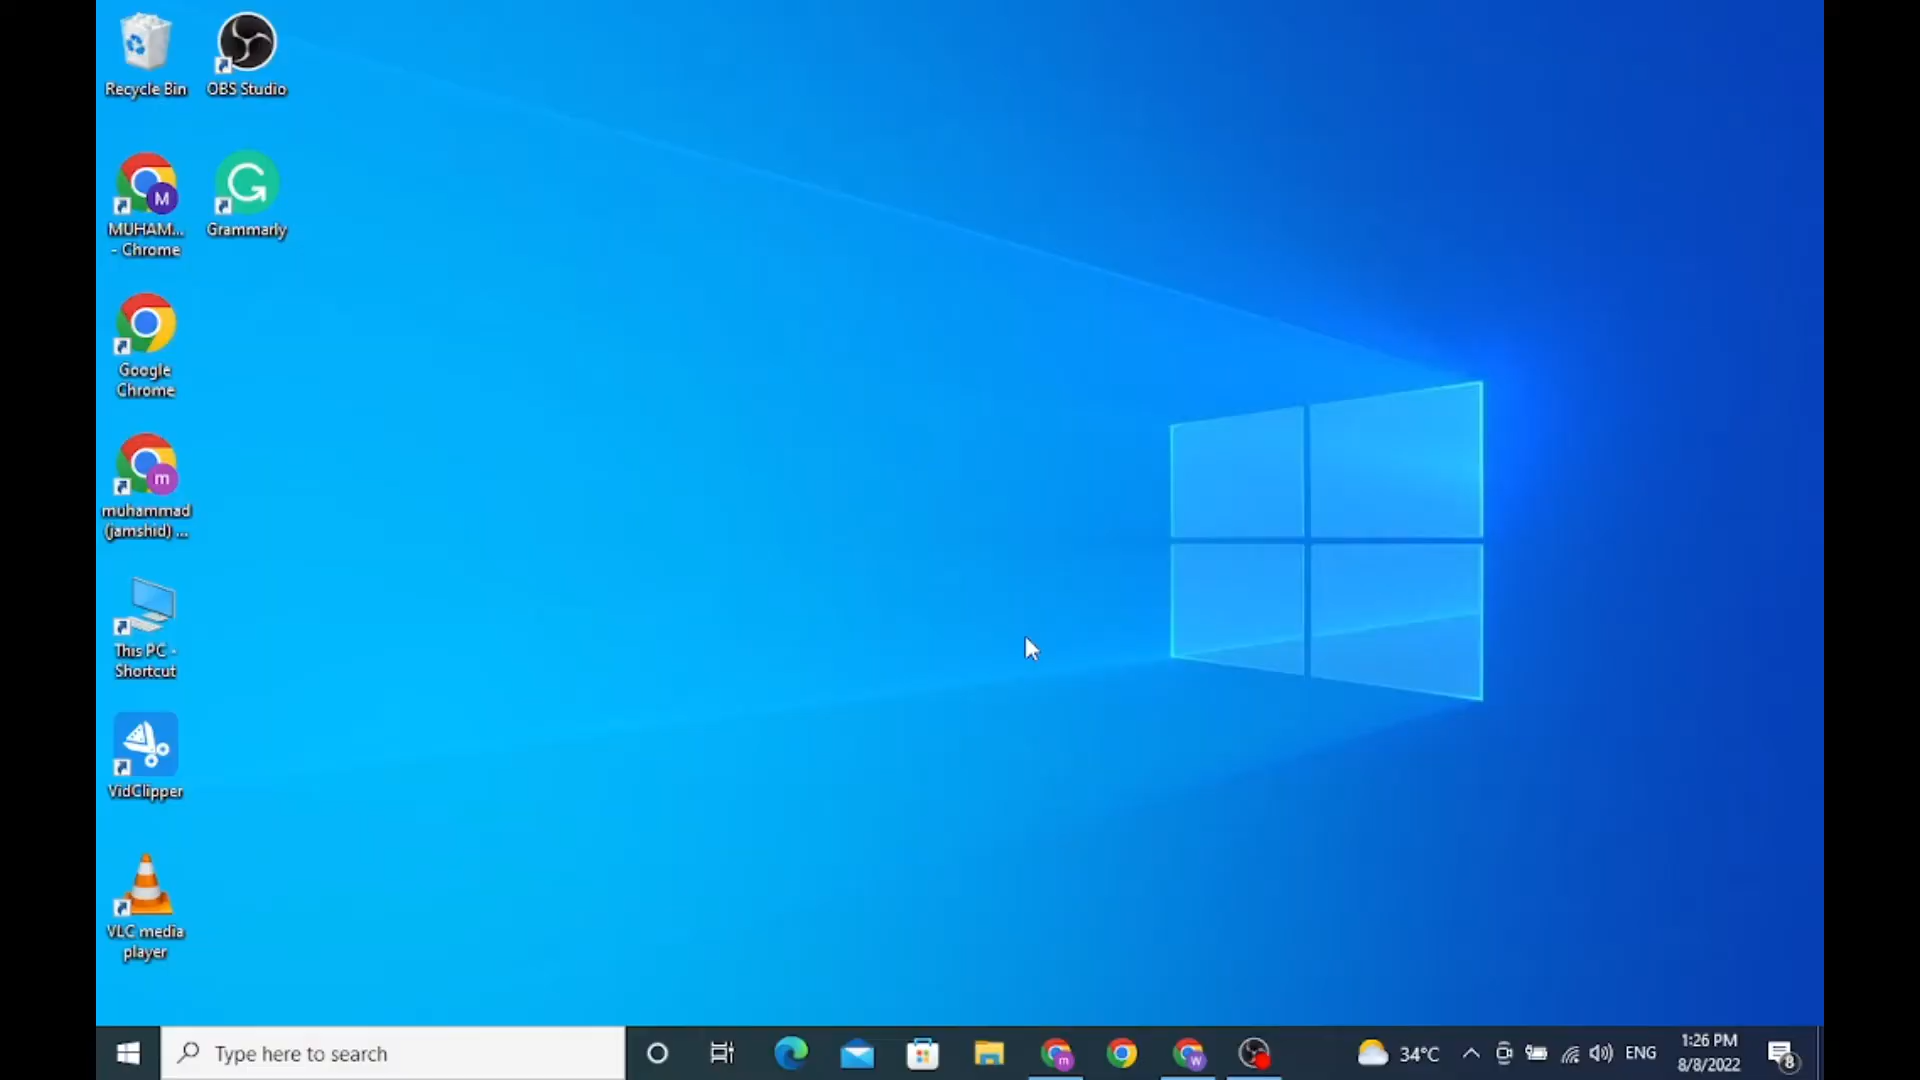 Recycle Bin
OBS Studio
M
MUHAM...
- Chrome
Grammarly
Google
Chrome
m
muhammad
(jamshid) ...
This PC -
Shortcut
VidClipper
VLC media
player
Type here to search
m
W
34°C
ENG
1:26 PM
8/8/2022
8